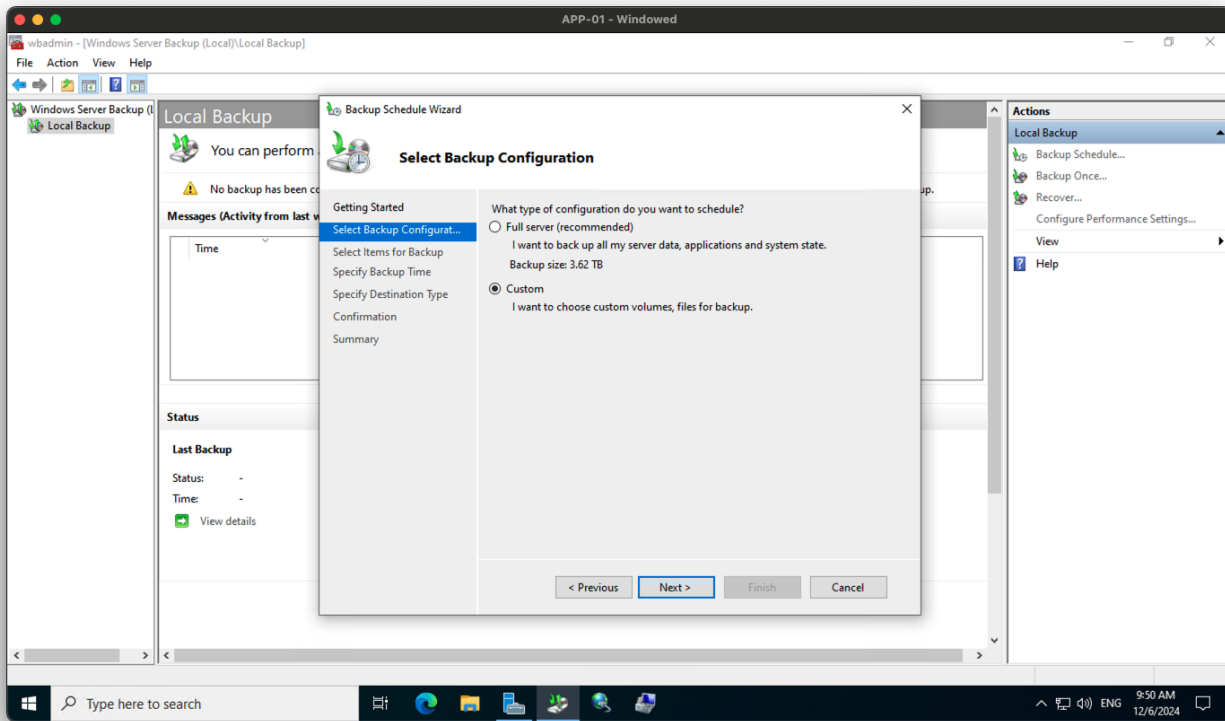 APP-01 - Windowed
wbadmin - [Windows Server Backup (Local)\Local Backup]
File Action View Help
Windows Server Backup (L
Local Backup
Local Backup
You can perform
No backup has been co
up.
Messages (Activity from last w
Time
Status
Last Backup
Status: -
Time: -
View details
Backup Schedule Wizard
Select Backup Configuration
Getting Started
Select Backup Configurat...
Select Items for Backup
Specify Backup Time
Specify Destination Type
Confirmation
Summary
What type of configuration do you want to schedule?
Full server (recommended)
I want to back up all my server data, applications and system state.
Backup size: 3.62 TB
Custom
I want to choose custom volumes, files for backup.
< Previous
Next >
Finish
Cancel
Actions
Local Backup
Backup Schedule...
Backup Once...
Recover...
Configure Performance Settings...
View
Help
Type here to search
ENG
9:50 AM
12/6/2024